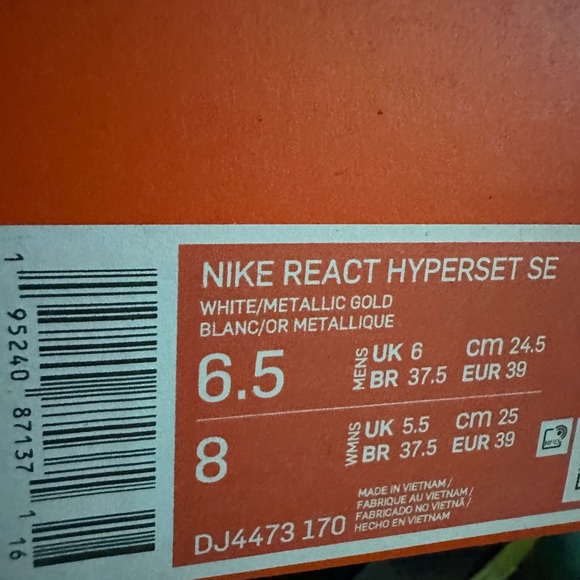 1 95240 87137 1 16
NIKE REACT HYPERSET SE
WHITE/METALLIC GOLD
BLANC/OR METALLIQUE
6.5
MENS
UK 6 cm 24.5
BR 37.5 EUR 39
8
WMNS
UK 5.5 cm 25
BR 37.5 EUR 39
DJ4473 170
MADE IN VIETNAM/
FABRIQUE AU VIETNAM/
FABRICADO NO VIETNÃ/
HECHO EN VIETNAM